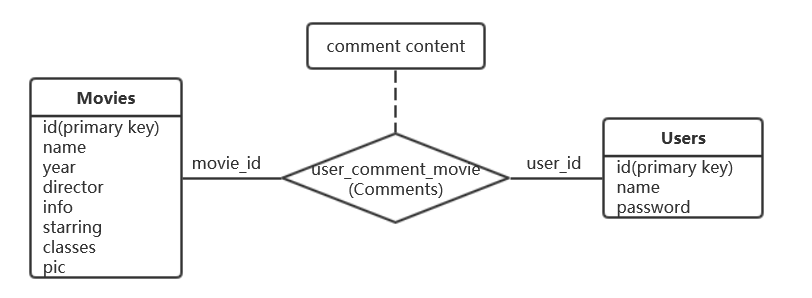 comment content
Movies
id(primary key)
name
year
director
info
starring
classes
pic
movie_id
user_comment_movie
(Comments)
user_id
Users
id(primary key)
name
password